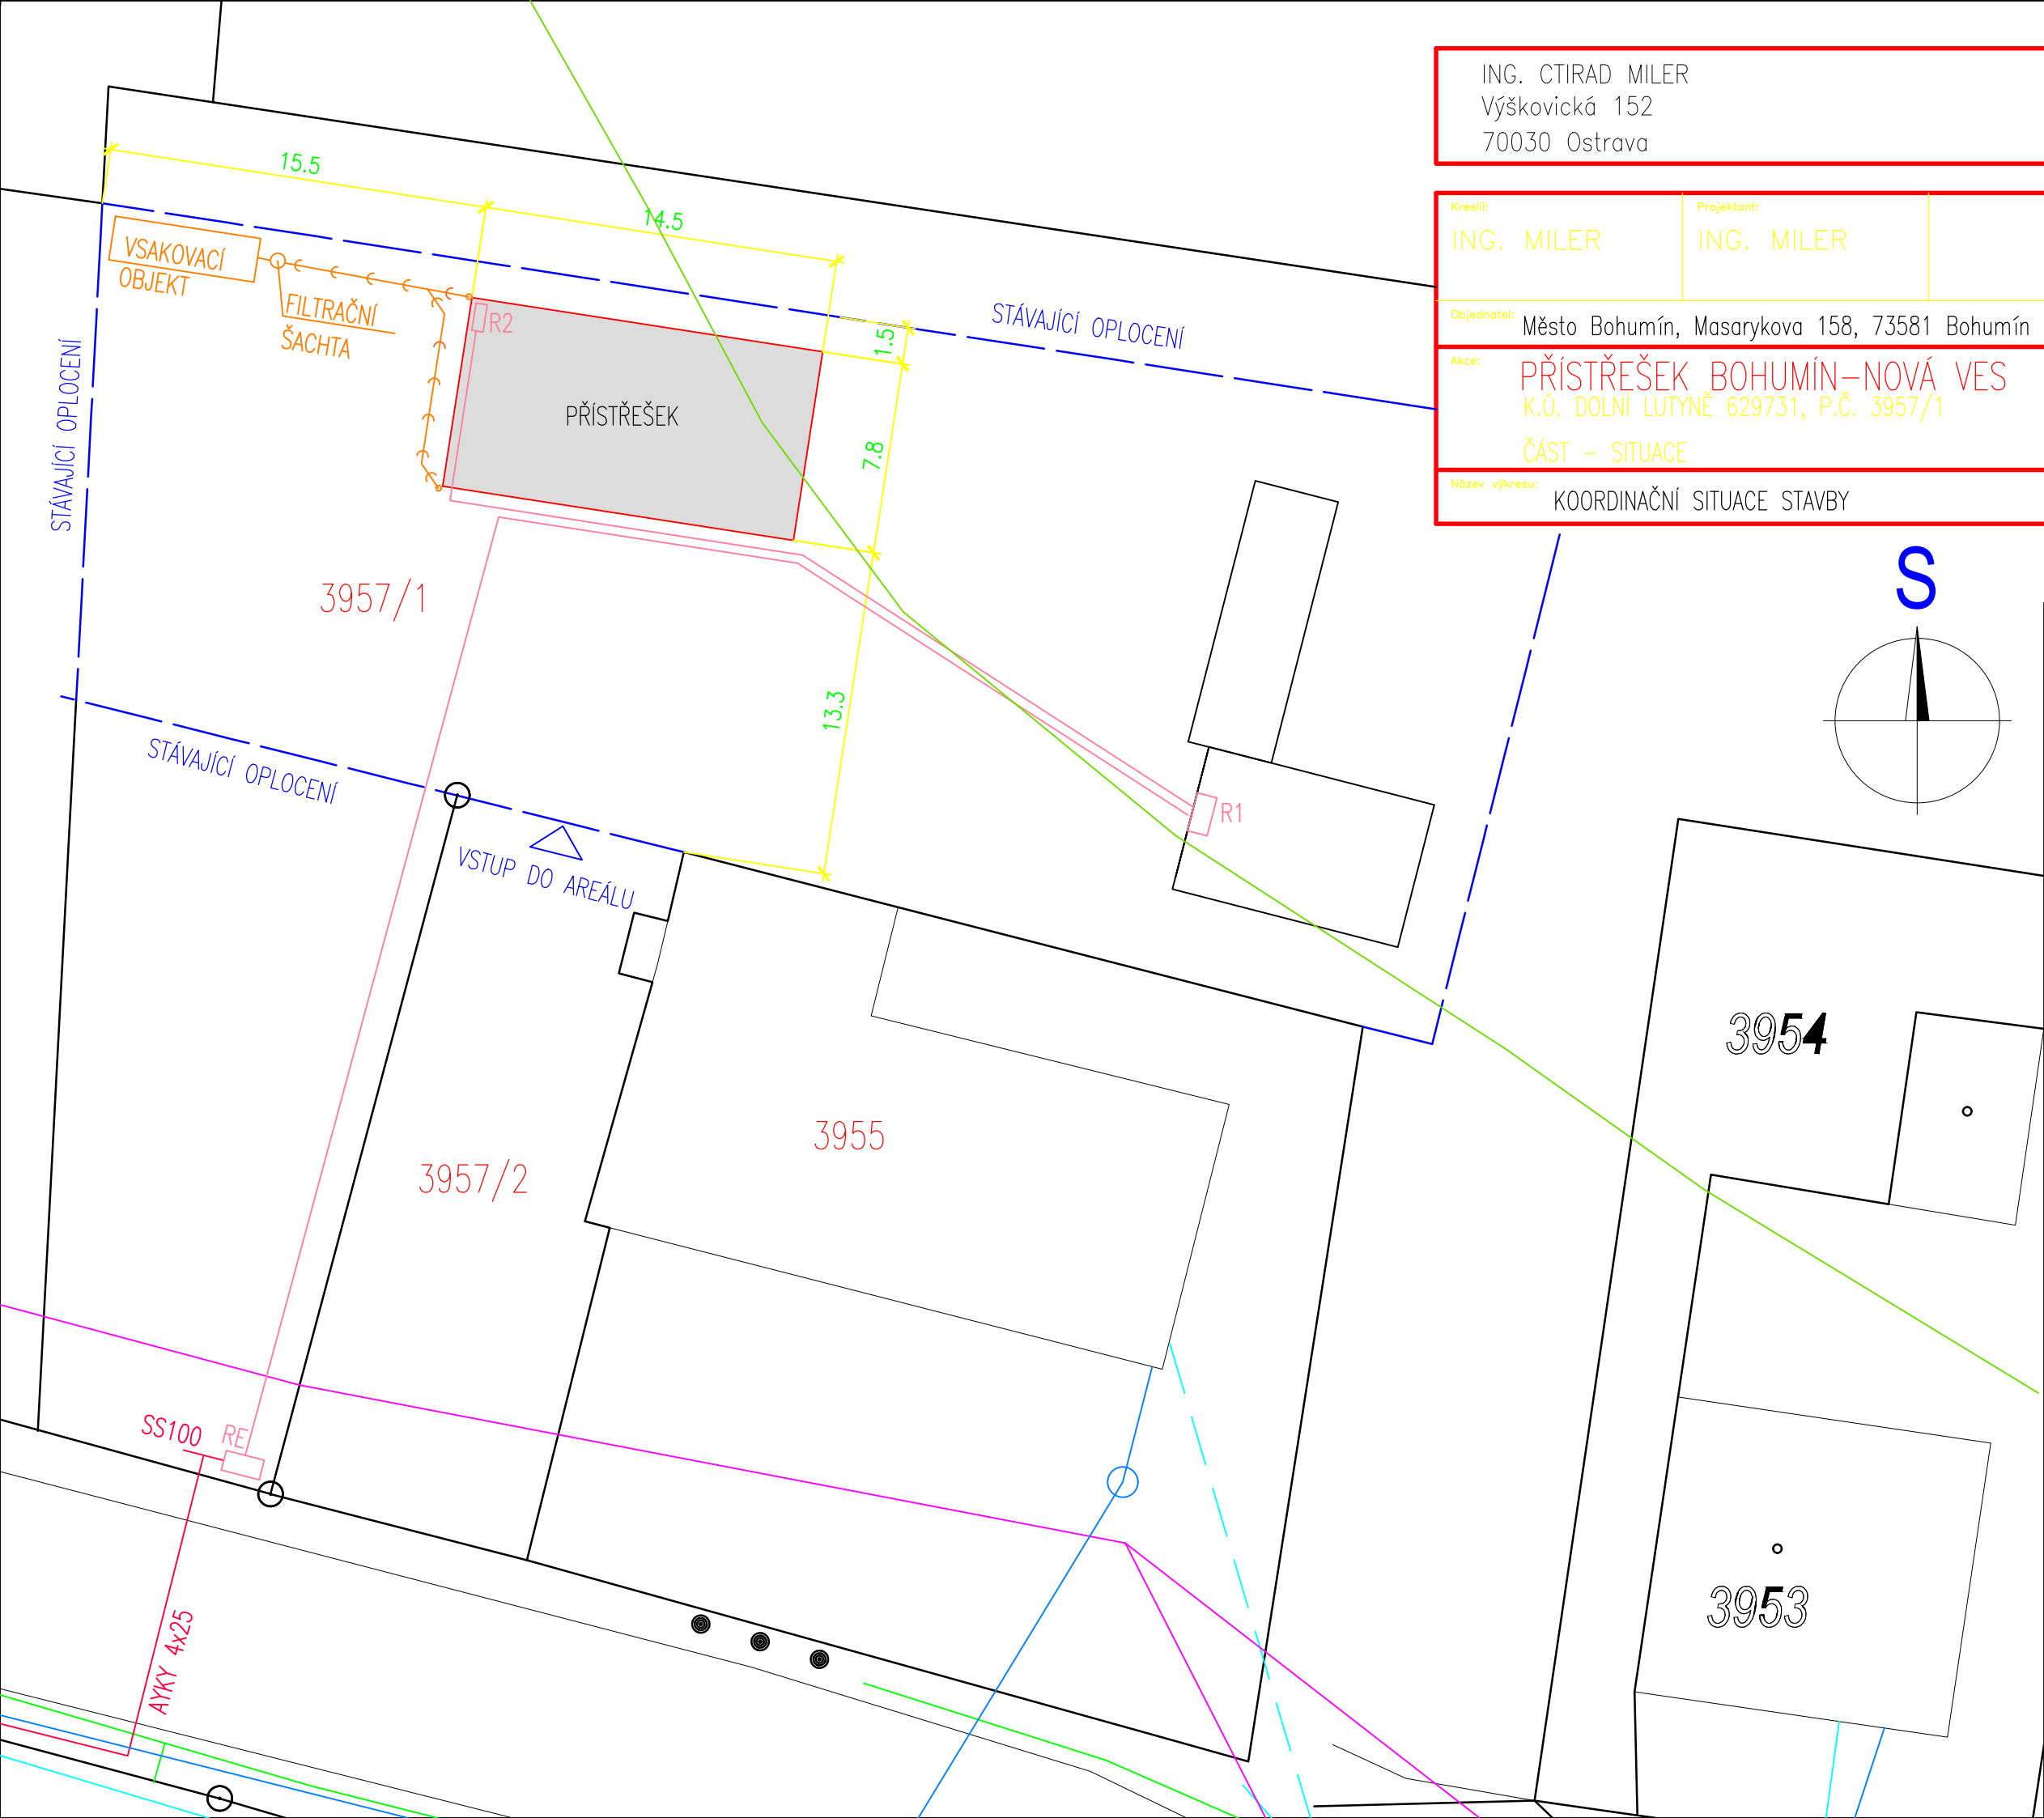 ING. CTIRAD MILER
Výškovická 152
70030 Ostrava
Kreslil:
ING. MILER
Projektant:
ING. MILER
Objednatel:
Město Bohumín, Masarykova 158, 73581 Bohumín
Akce:
PŘÍSTŘEŠEK BOHUMÍN-NOVÁ VES
K.Ú. DOLNÍ LUTYNĚ 629731, P.Č. 3957/1
ČÁST - SITUACE
Název výkresu:
KOORDINAČNÍ SITUACE STAVBY
S
15.5
14.5
VSAKOVACÍ
OBJEKT
FILTRAČNÍ
ŠACHTA
R2
STÁVAJÍCÍ OPLOCENÍ
1.5
STÁVAJÍCÍ OPLOCENÍ
PŘÍSTŘEŠEK
7.8
3957/1
13.3
STÁVAJÍCÍ OPLOCENÍ
R1
VSTUP DO AREÁLU
3954
3955
3957/2
SS100
RE
3953
AYKY 4x25